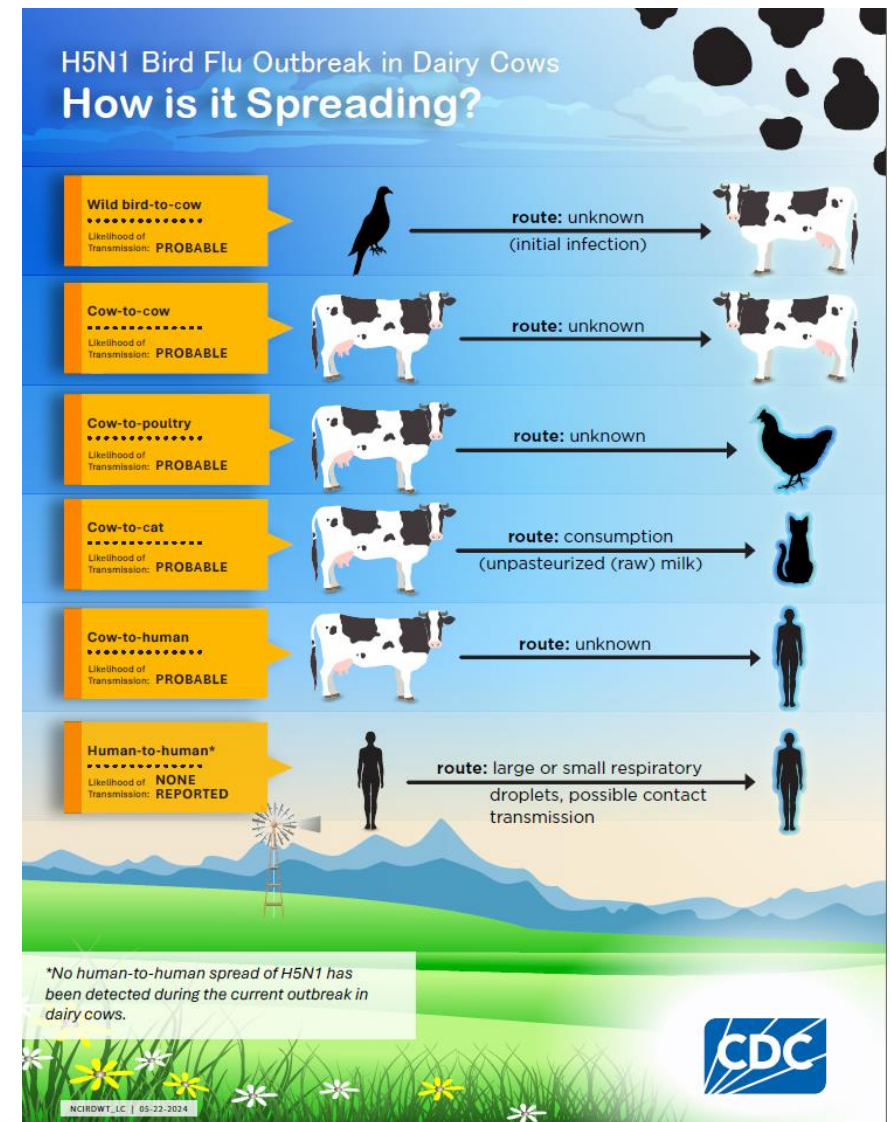 H5N1 Bird Flu Outbreak in Dairy Cows
How is it Spreading?
Wild bird-to-cow
Likelihood of
Transmission: PROBABLE
route: unknown
(initial infection)
Cow-to-cow
Likelihood of
Transmission: PROBABLE
route: unknown
Cow-to-poultry
Likelihood of
Transmission: PROBABLE
route: unknown
Cow-to-cat
Likelihood of
Transmission: PROBABLE
route: consumption
(unpasteurized (raw) milk)
Cow-to-human
Likelihood of
Transmission: PROBABLE
route: unknown
Human-to-human*
Likelihood of NONE
Transmission: REPORTED
route: large or small respiratory
droplets, possible contact
transmission
*No human-to-human spread of H5N1 has
been detected during the current outbreak in
dairy cows.
CDC
NCIRDWT_LC | 05-22-2024